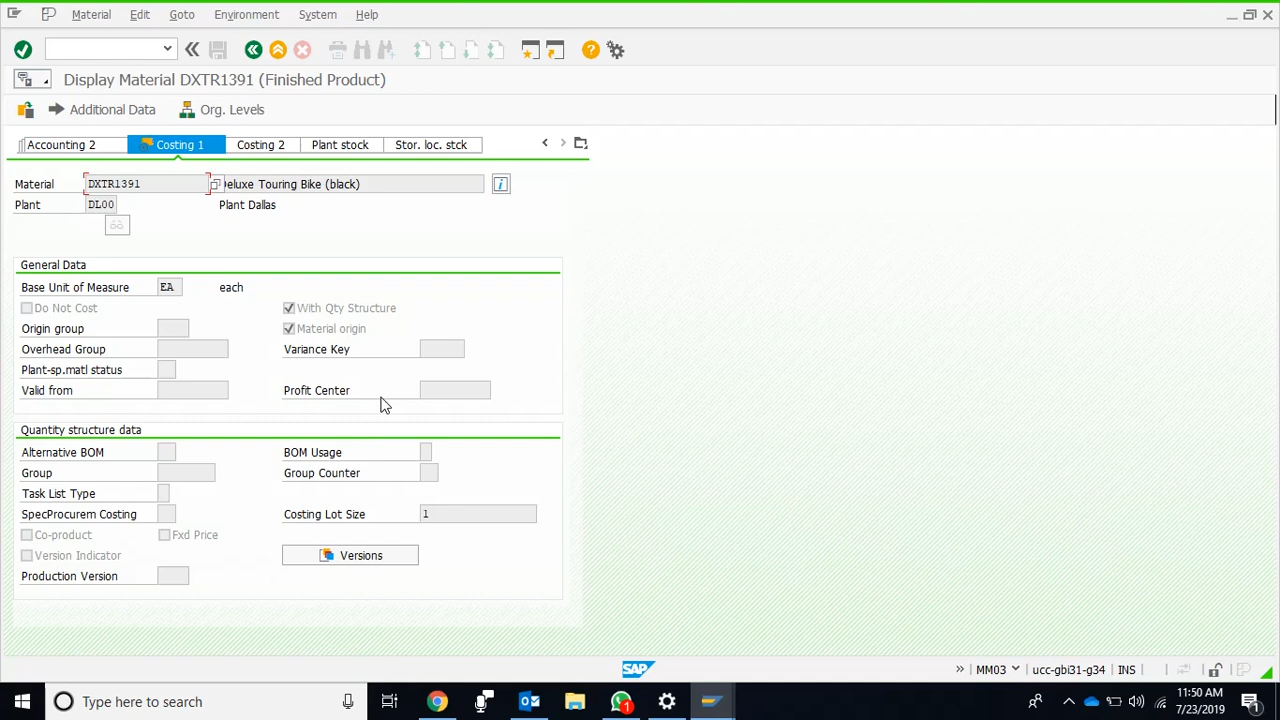 Material Edit Goto Environment System Help
Display Material DXTR1391 (Finished Product)
Additional Data Org. Levels
Accounting 2 Costing 1 Costing 2 Plant stock Stor. loc. stck
Material DXTR1391 eluxe Touring Bike (black)
Plant DL00 Plant Dallas
General Data
Base Unit of Measure EA each
Do Not Cost With Qty Structure
Origin group Material origin
Overhead Group Variance Key
Plant-sp.matl status
Valid from Profit Center
Quantity structure data
Alternative BOM BOM Usage
Group Group Counter
Task List Type
SpecProcurem Costing Costing Lot Size 1
Co-product Fxd Price
Version Indicator Versions
Production Version
SAP » MM03 ucc-gbi31-g34 INS
Type here to search 1 11:50 AM
7/23/2019 1